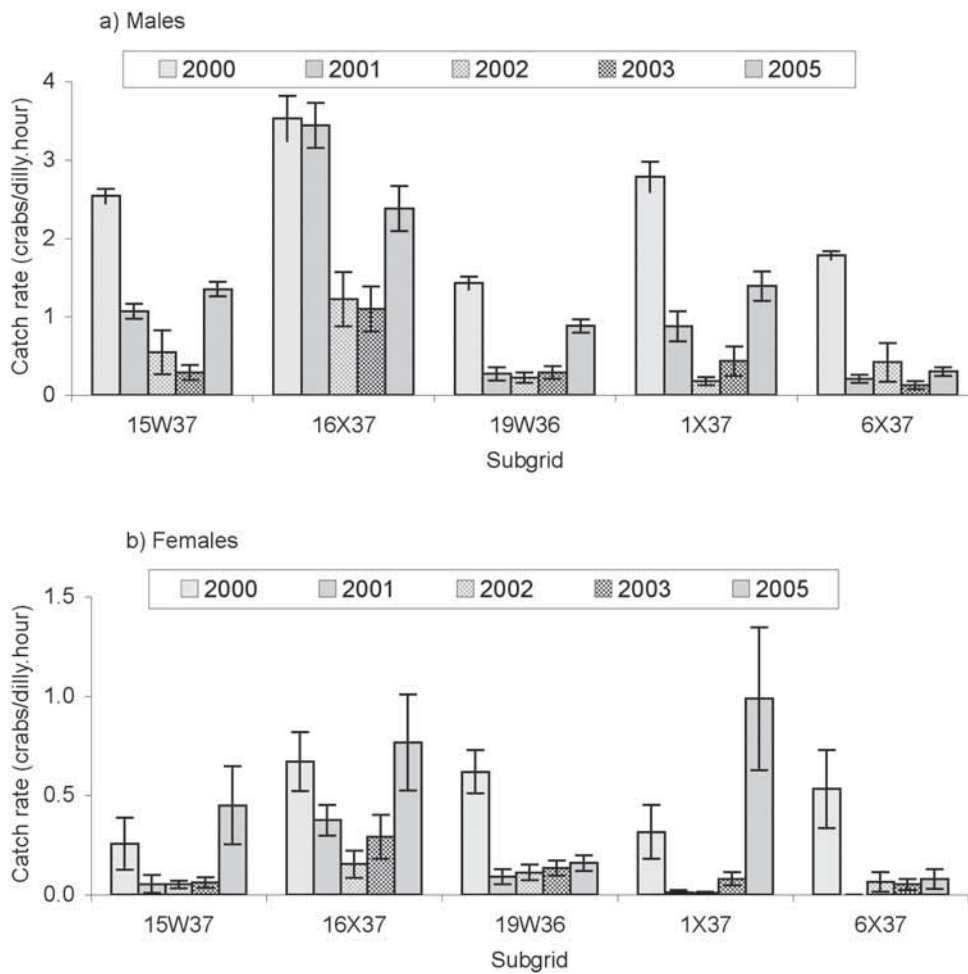 a) Males
2000 2001 2002 2003 2005
Catch rate (crabs/dilly.hour)
4
3
2
1
0
15W37 16X37 19W36 1X37 6X37
Subgrid
b) Females
2000 2001 2002 2003 2005
Catch rate (crabs/dilly.hour)
1.5
1.0
0.5
0.0
15W37 16X37 19W36 1X37 6X37
Subgrid